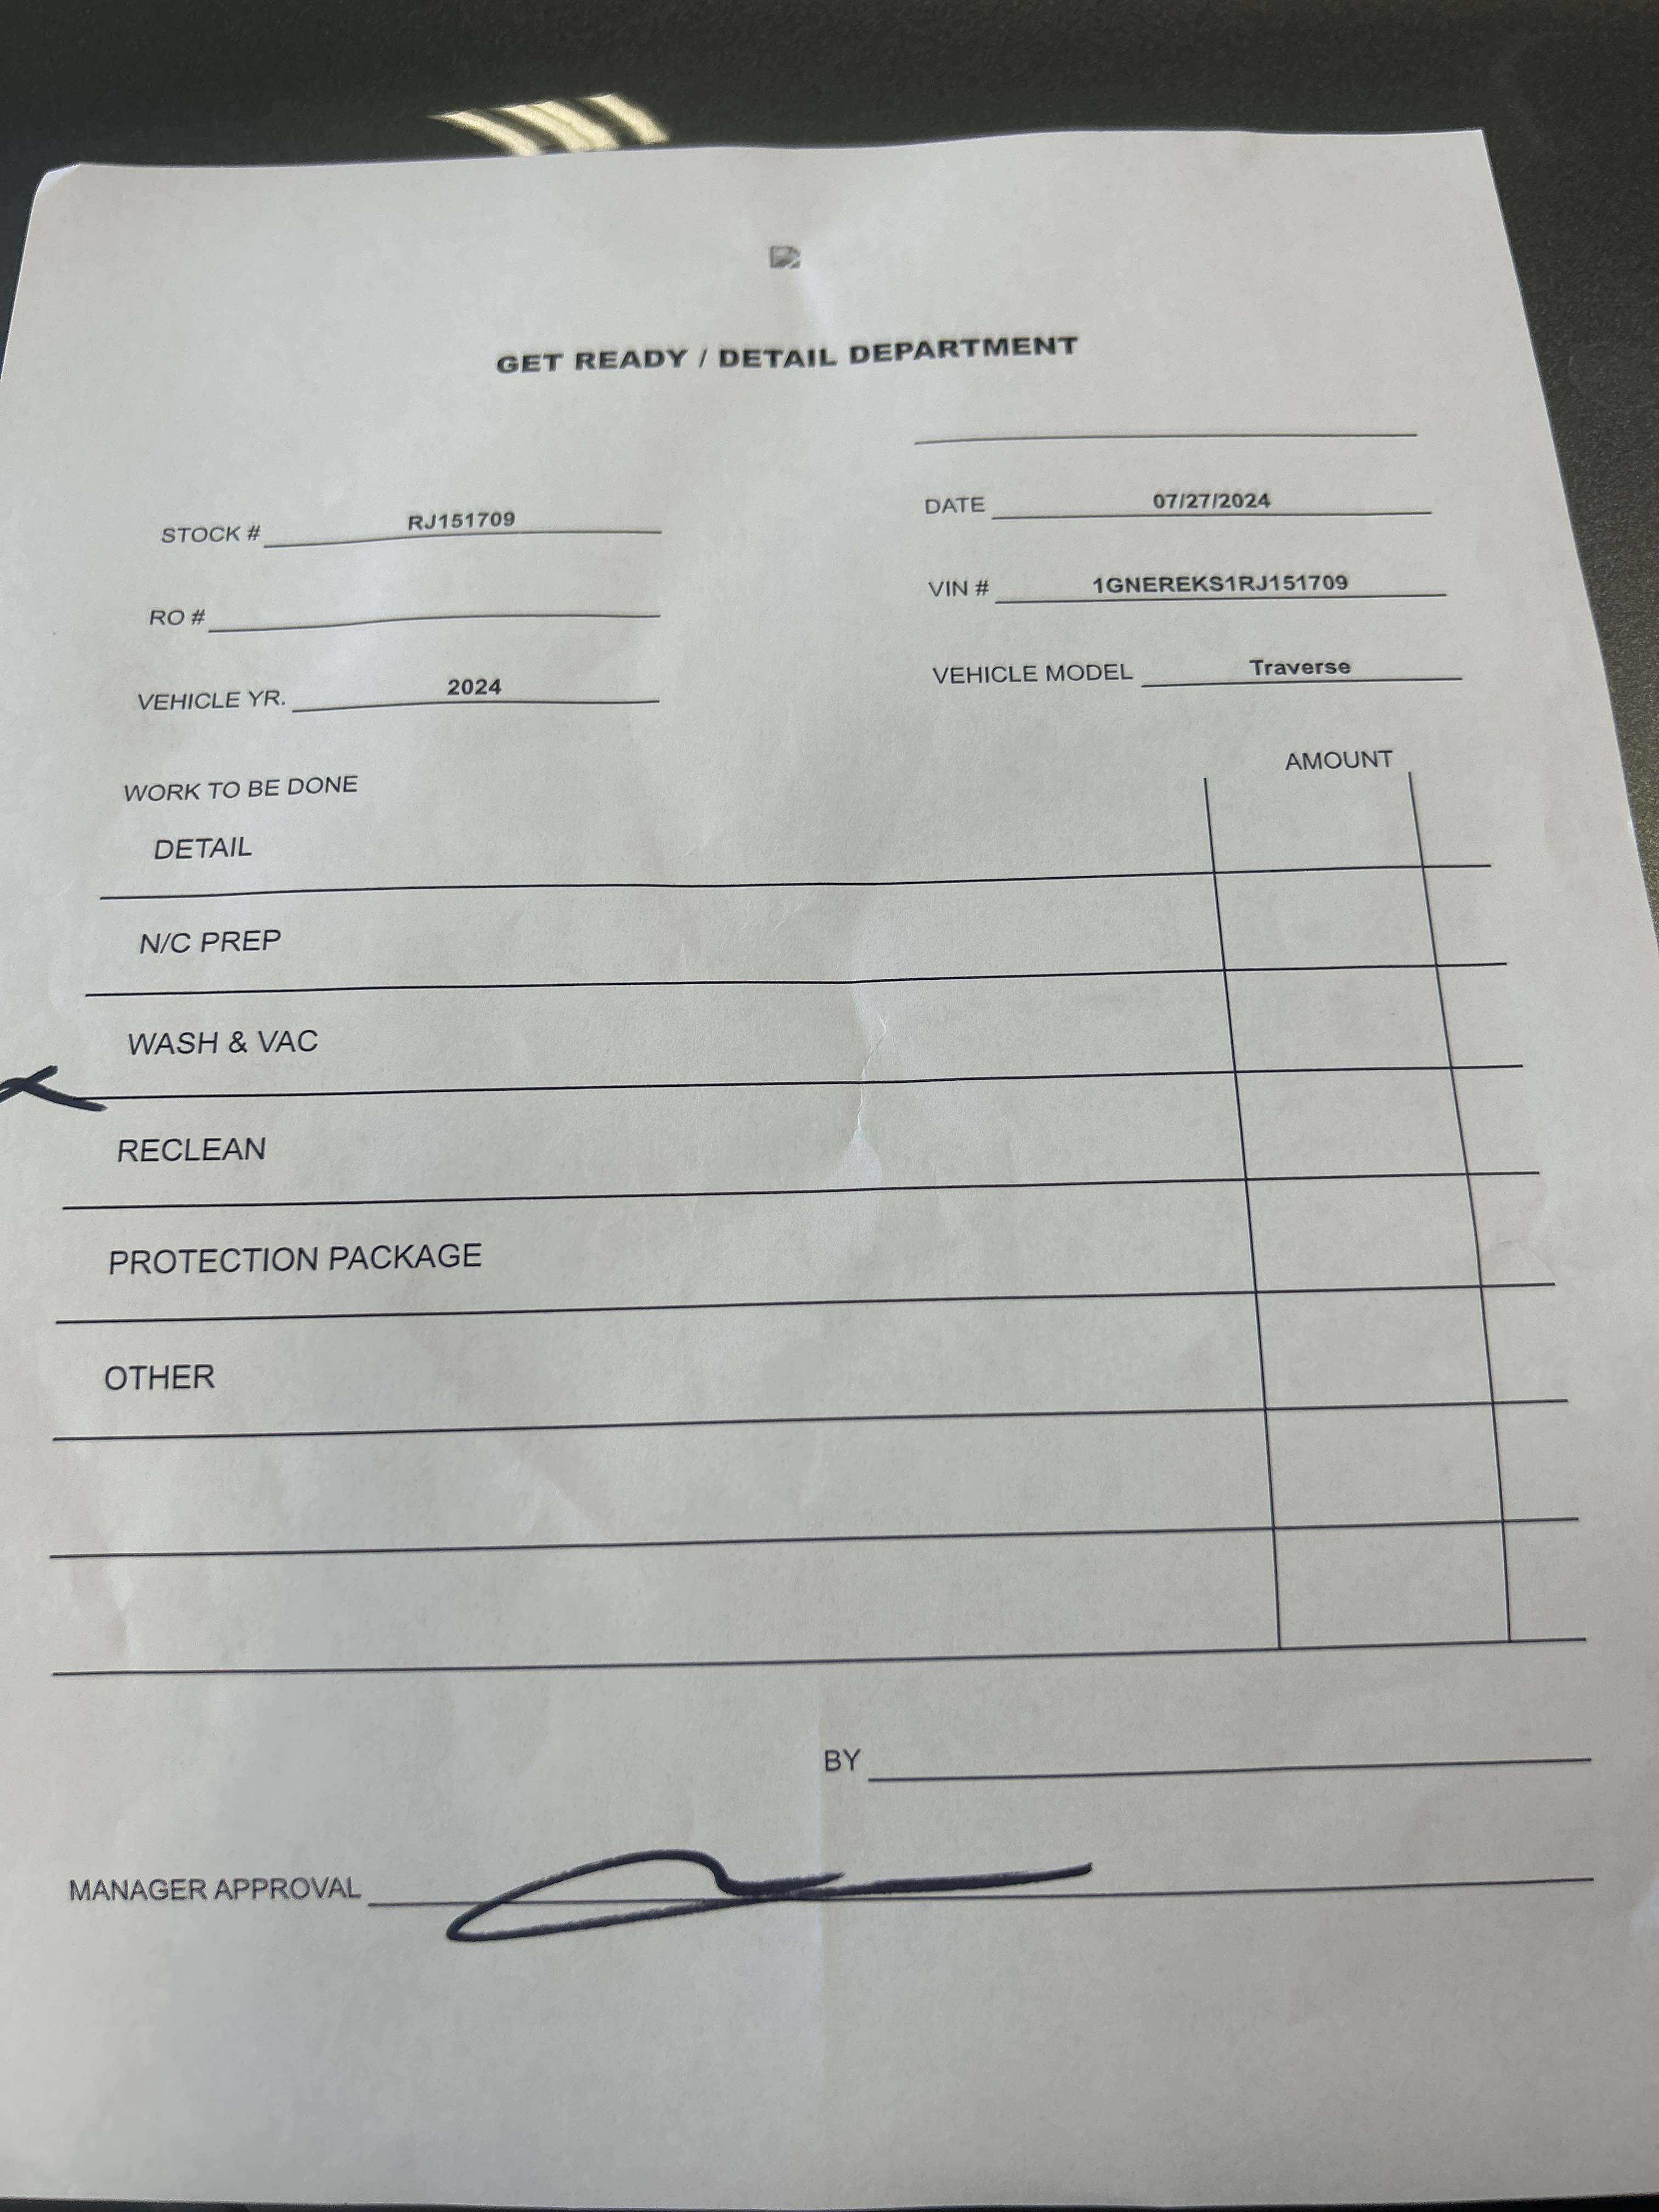 GET READY / DETAIL DEPARTMENT
STOCK # RJ151709
DATE 07/27/2024
RO #
VIN # 1GNEREKS1RJ151709
VEHICLE YR. 2024
VEHICLE MODEL Traverse
WORK TO BE DONE
AMOUNT
DETAIL
N/C PREP
WASH & VAC
RECLEAN
PROTECTION PACKAGE
OTHER
BY
MANAGER APPROVAL